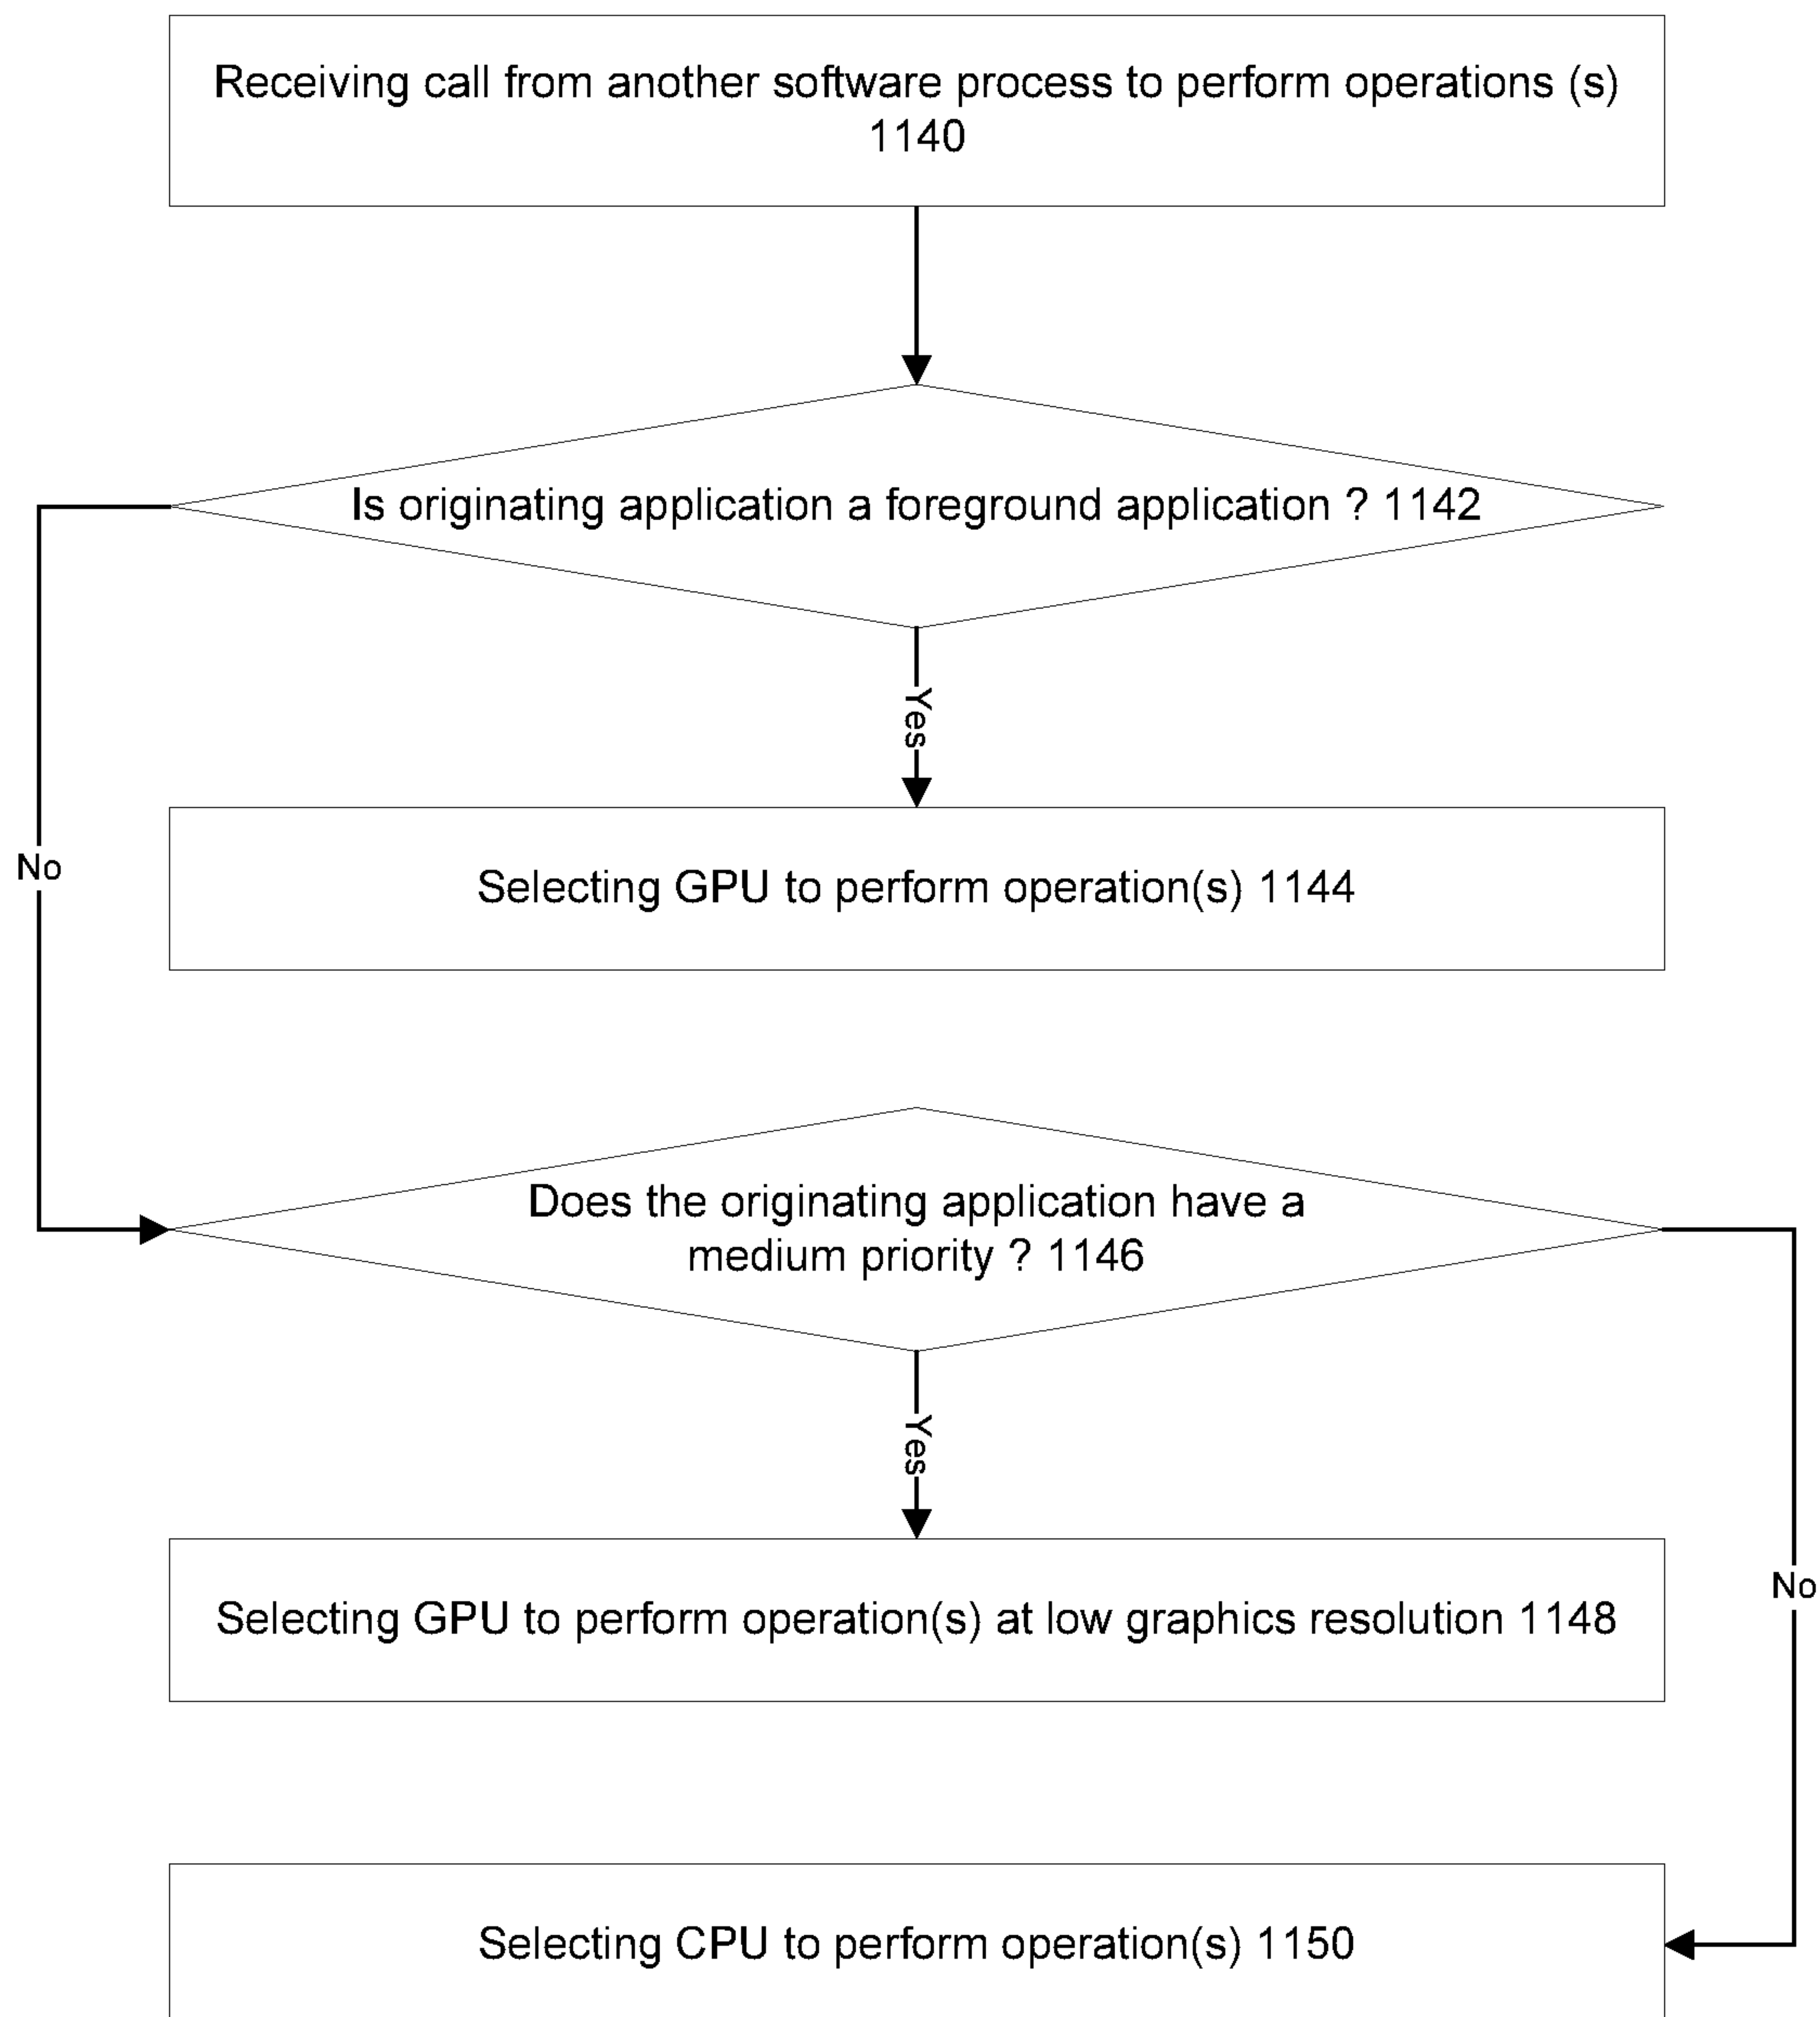 Receiving call from another software process to perform operations (s)
1140
Is originating application a foreground application ? 1142
Yes
No
Selecting GPU to perform operation(s) 1144
Does the originating application have a
medium priority ? 1146
Yes
No
Selecting GPU to perform operation(s) at low graphics resolution 1148
Selecting CPU to perform operation(s) 1150